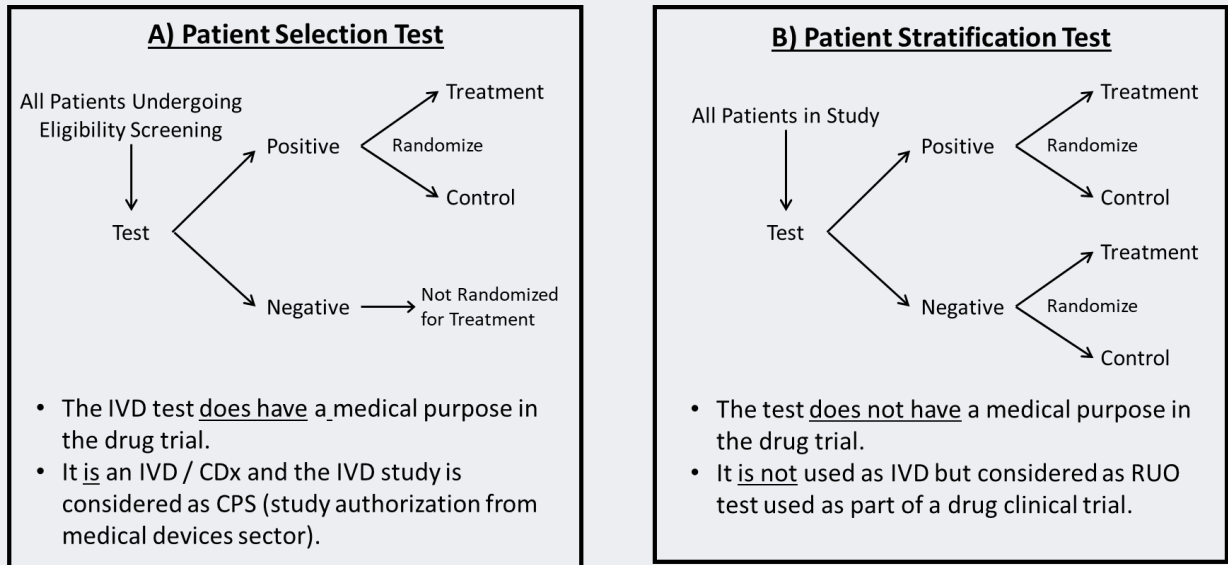 A) Patient Selection Test
All Patients Undergoing
Eligibility Screening
Test
Positive
Randomize
Treatment
Control
Negative
Not Randomized
for Treatment
• The IVD test does have a medical purpose in
the drug trial.
• It is an IVD / CDx and the IVD study is
considered as CPS (study authorization from
medical devices sector).
B) Patient Stratification Test
All Patients in Study
Test
Positive
Randomize
Treatment
Control
Negative
Randomize
Treatment
Control
• The test does not have a medical purpose in
the drug trial.
• It is not used as IVD but considered as RUO
test used as part of a drug clinical trial.